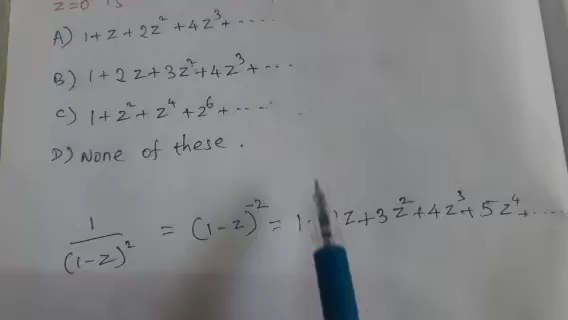 z=0 is
A) 1+z+2z²+4z³+....
B) 1+2z+3z²+4z³+...
C) 1+z²+z⁴+z⁶+.....
D) None of these.
1/(1-z)² = (1-z)⁻² = 1 z+3z²+4z³+5z⁴+....